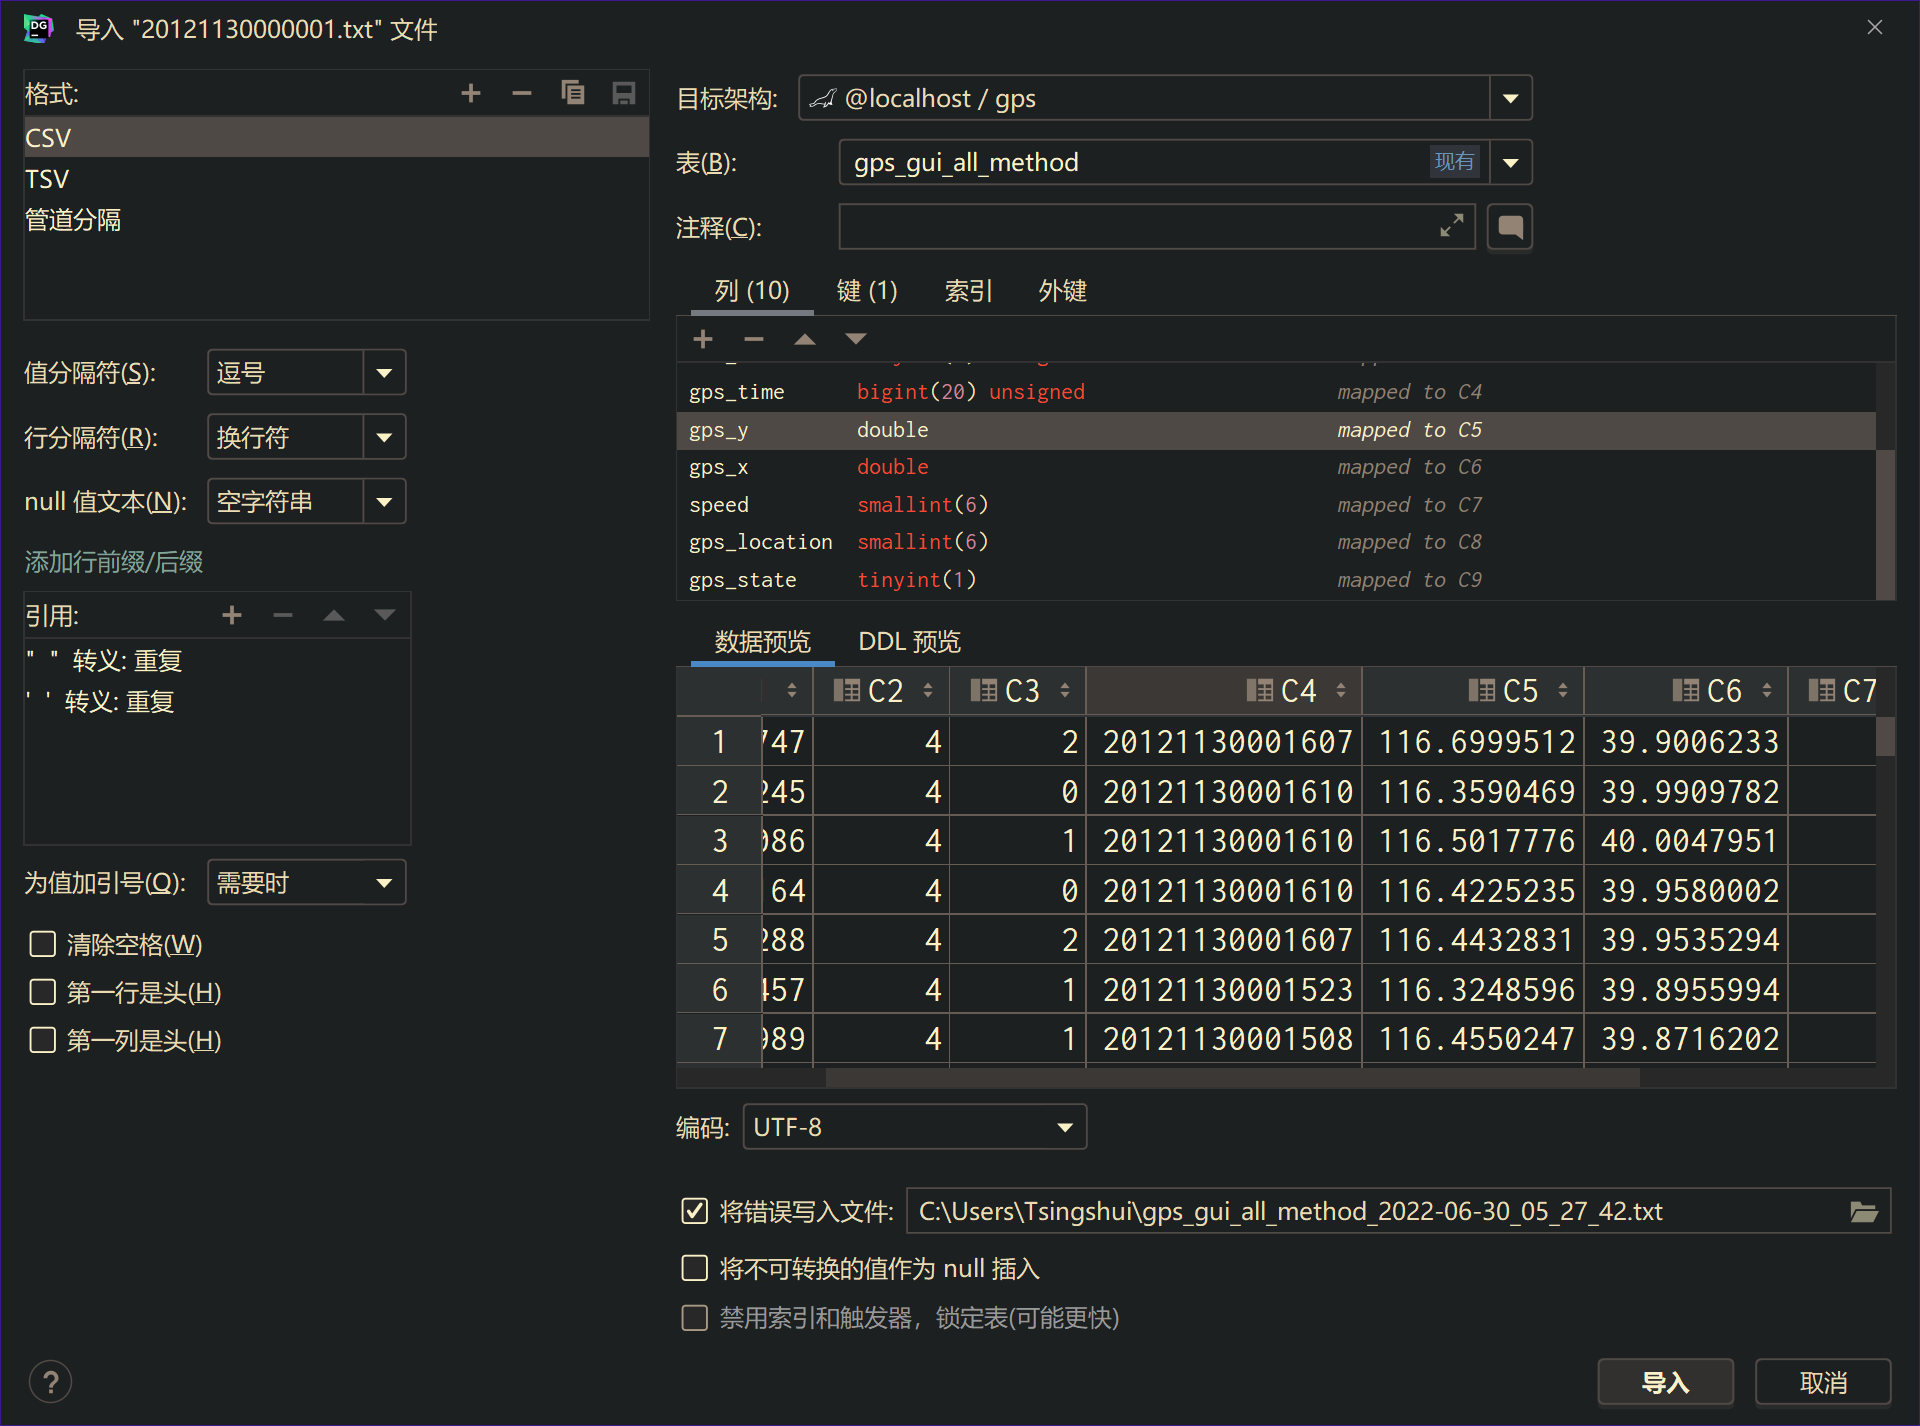 导入 "20121130000001.txt" 文件
格式:
CSV
TSV
管道分隔
值分隔符(S): 逗号
行分隔符(R): 换行符
null 值文本(N): 空字符串
添加行前缀/后缀
引用:
" " 转义: 重复
' ' 转义: 重复
为值加引号(Q): 需要时
清除空格(W)
第一行是头(H)
第一列是头(H)
目标架构: @localhost / gps
表(B): gps_gui_all_method 现有
注释(C):
列 (10) 键 (1) 索引 外键
gps_time bigint(20) unsigned mapped to C4
gps_y double mapped to C5
gps_x double mapped to C6
speed smallint(6) mapped to C7
gps_location smallint(6) mapped to C8
gps_state tinyint(1) mapped to C9
数据预览 DDL 预览
C2 C3 C4 C5 C6 C7
1 747 4 2 20121130001607 116.6999512 39.9006233
2 245 4 0 20121130001610 116.3590469 39.9909782
3 086 4 1 20121130001610 116.5017776 40.0047951
4 64 4 0 20121130001610 116.4225235 39.9580002
5 288 4 2 20121130001607 116.4432831 39.9535294
6 457 4 1 20121130001523 116.3248596 39.8955994
7 989 4 1 20121130001508 116.4550247 39.8716202
编码: UTF-8
将错误写入文件: C:\Users\Tsingshui\gps_gui_all_method_2022-06-30_05_27_42.txt
将不可转换的值作为 null 插入
禁用索引和触发器，锁定表(可能更快)
? 导入 取消